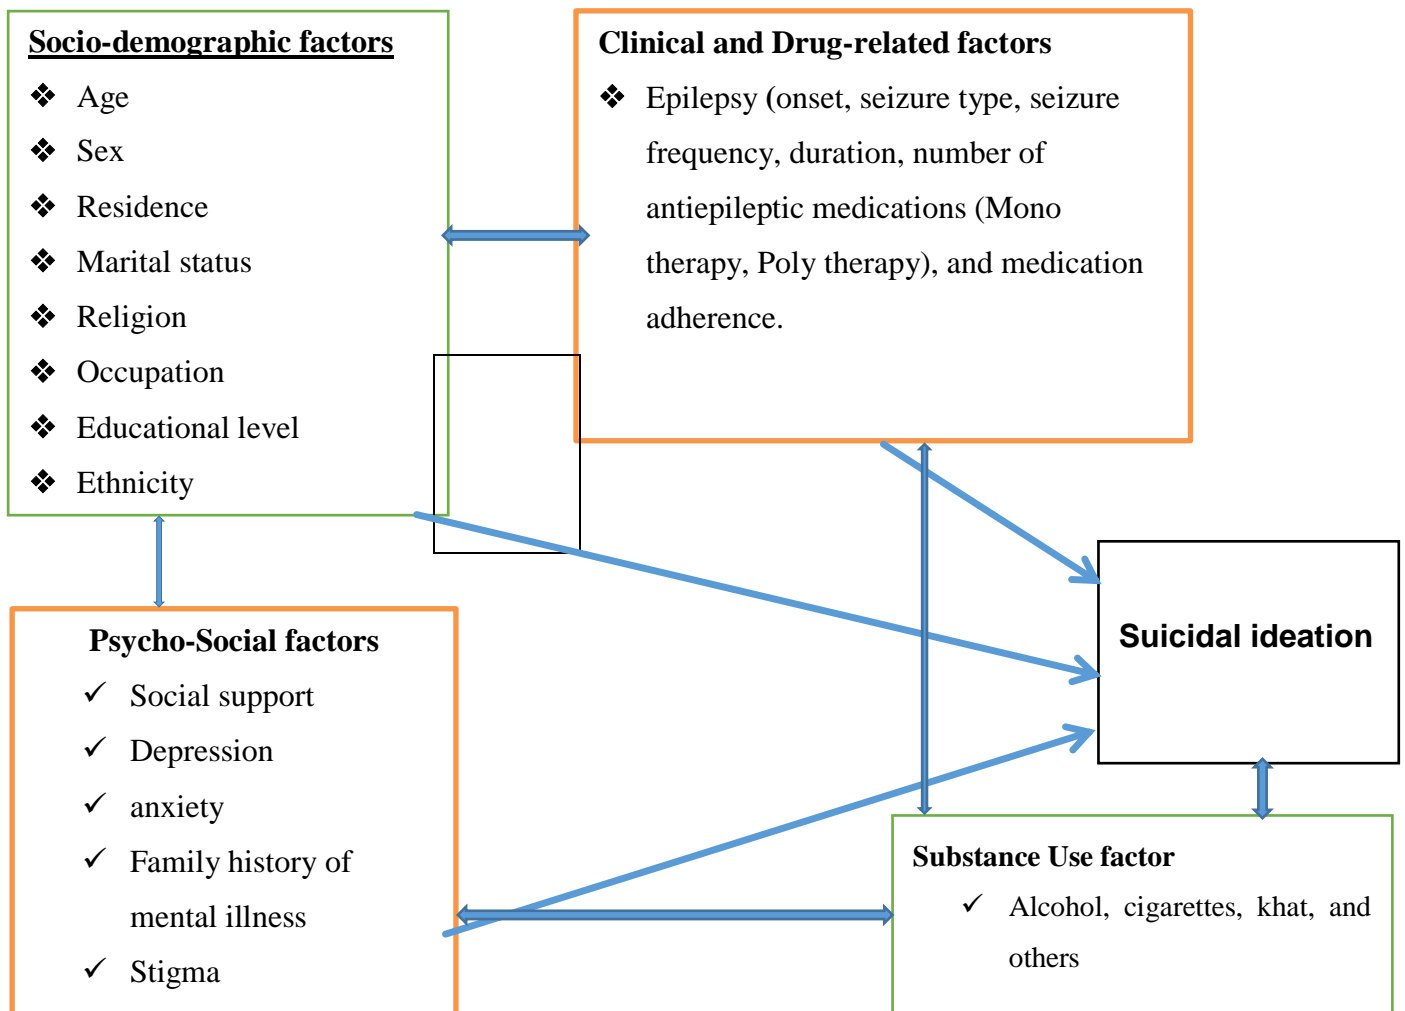 Socio-demographic factors
❖ Age
❖ Sex
❖ Residence
❖ Marital status
❖ Religion
❖ Occupation
❖ Educational level
❖ Ethnicity
Clinical and Drug-related factors
❖ Epilepsy (onset, seizure type, seizure
frequency, duration, number of
antiepileptic medications (Mono
therapy, Poly therapy), and medication
adherence.
Psycho-Social factors
✓ Social support
✓ Depression
✓ anxiety
✓ Family history of
mental illness
✓ Stigma
Suicidal ideation
Substance Use factor
✓ Alcohol, cigarettes, khat, and
others